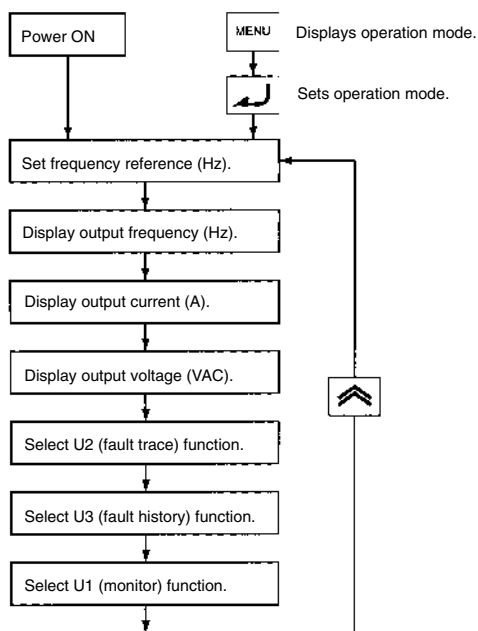 Power ON
MENU
Displays operation mode.
Sets operation mode.
Set frequency reference (Hz).
Display output frequency (Hz).
Display output current (A).
Display output voltage (VAC).
Select U2 (fault trace) function.
Select U3 (fault history) function.
Select U1 (monitor) function.